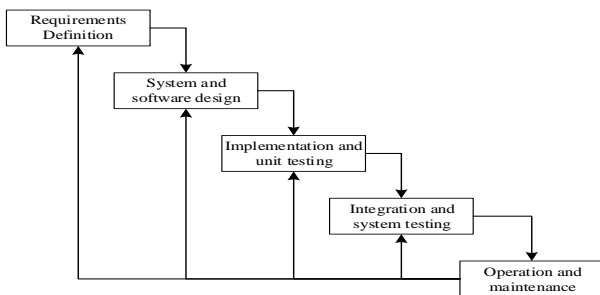 Requirements
Definition
System and
software design
Implementation and
unit testing
Integration and
system testing
Operation and
maintenance